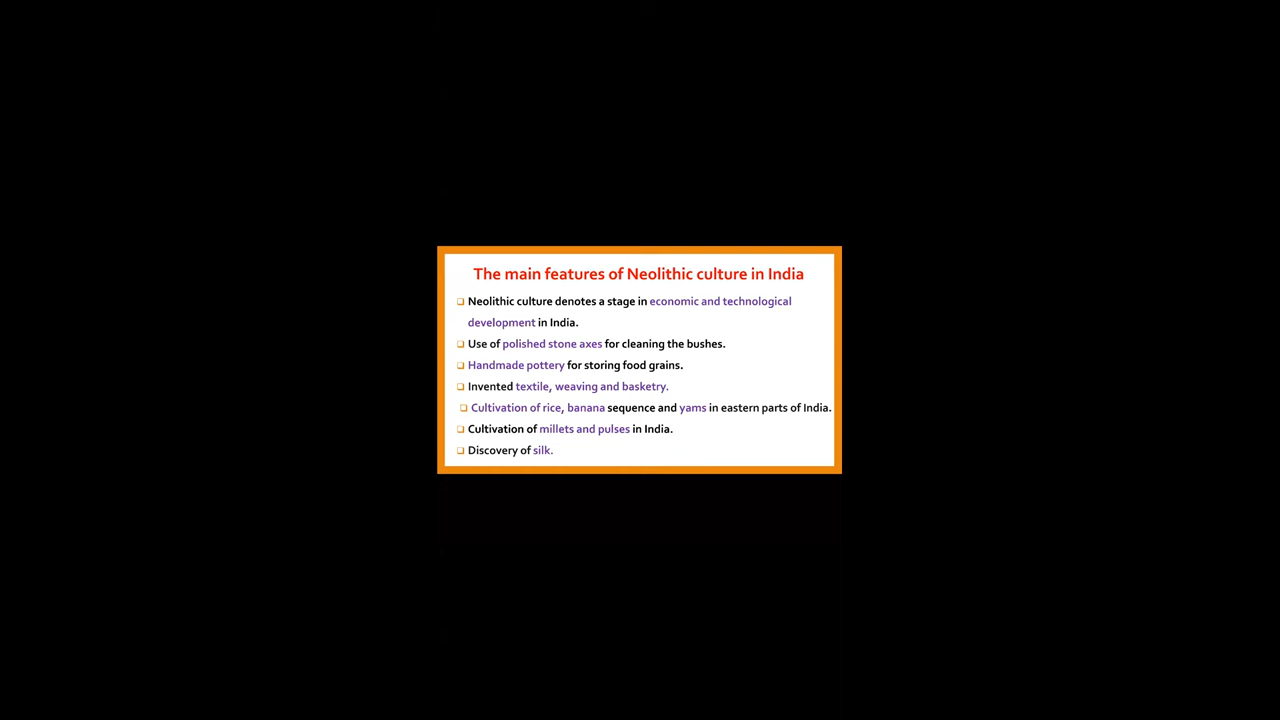 The main features of Neolithic culture in India
❑ Neolithic culture denotes a stage in economic and technological
development in India.
❑ Use of polished stone axes for cleaning the bushes.
❑ Handmade pottery for storing food grains.
❑ Invented textile, weaving and basketry.
❑ Cultivation of rice, banana sequence and yams in eastern parts of India.
❑ Cultivation of millets and pulses in India.
❑ Discovery of silk.